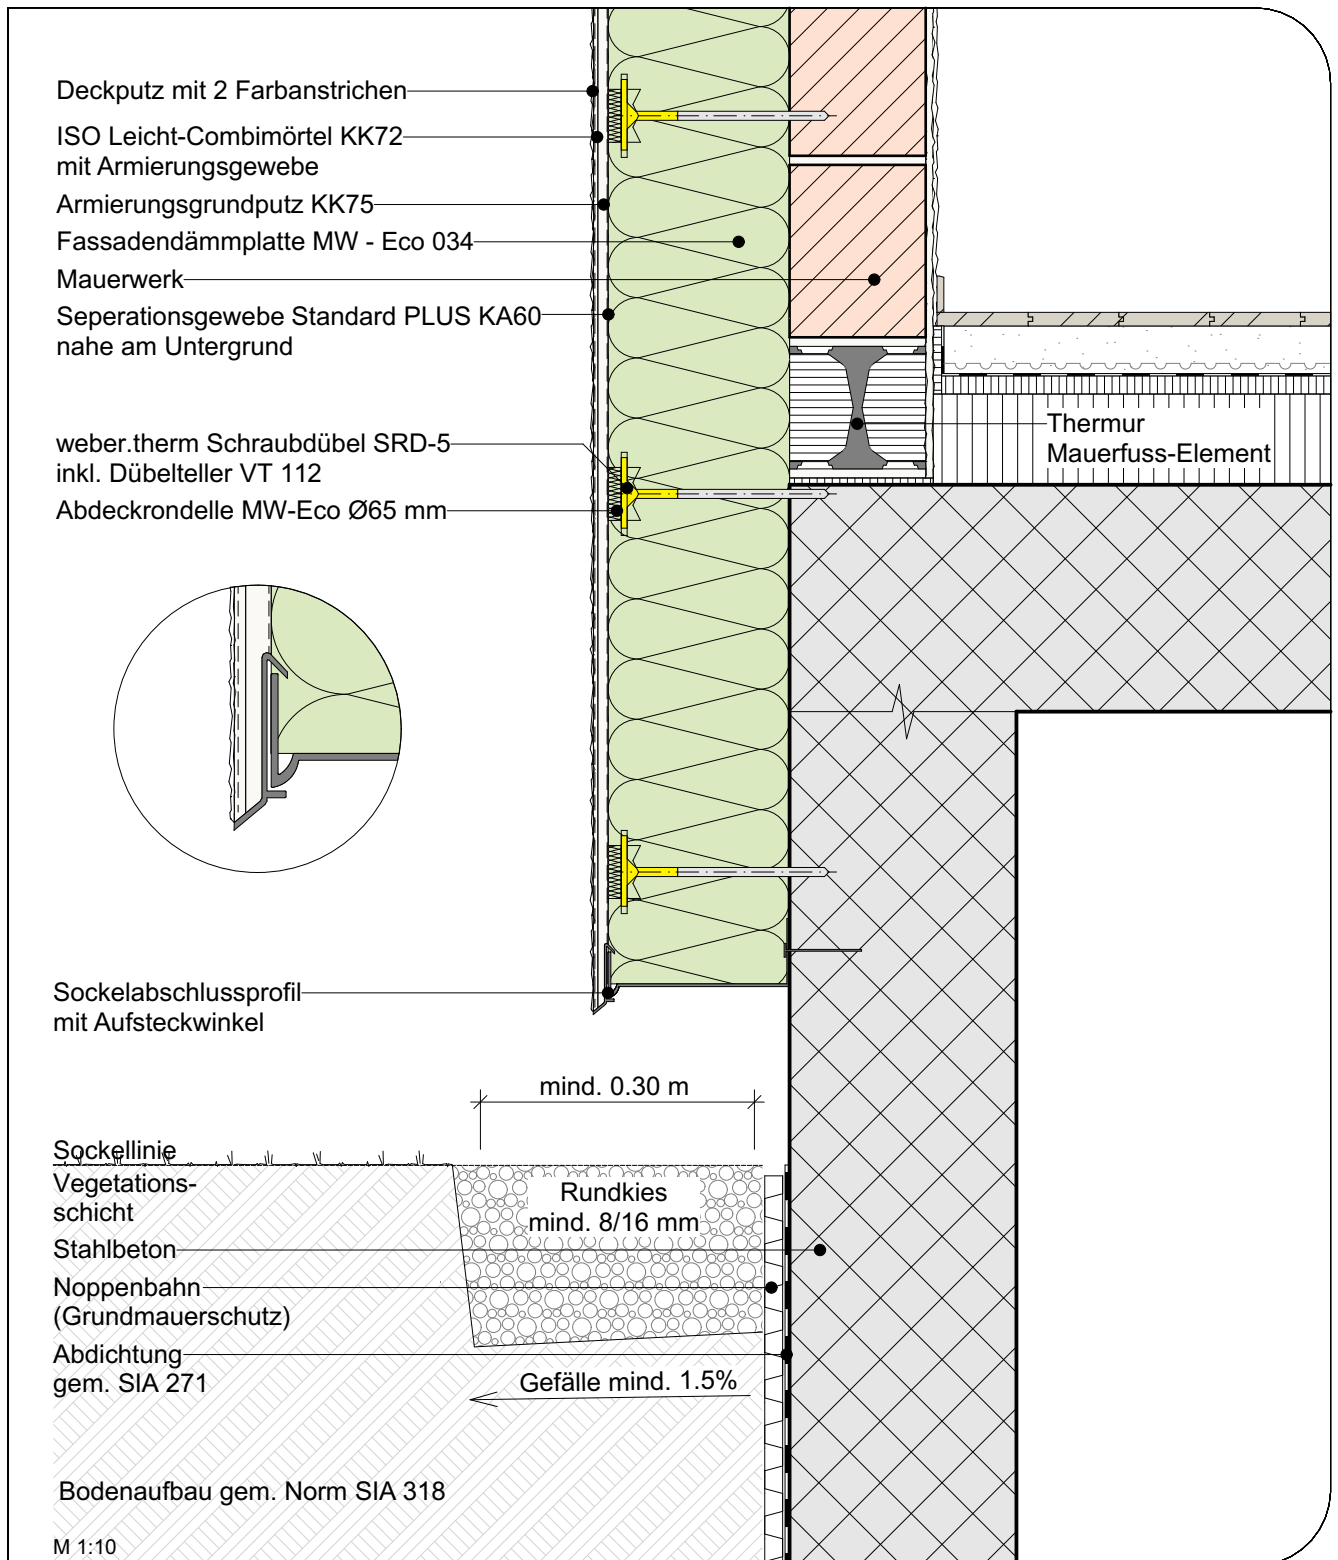 Deckputz mit 2 Farbanstrichen
ISO Leicht-Combimörtel KK72
mit Armierungsgewebe
Armierungsgrundputz KK75
Fassadendämmplatte MW - Eco 034
Mauerwerk
Seperationsgewebe Standard PLUS KA60
nahe am Untergrund
Thermur
Mauerfuss-Element
weber.therm Schraubdübel SRD-5
inkl. Dübelteller VT 112
Abdeckrondelle MW-Eco Ø65 mm
Sockelabschlussprofil
mit Aufsteckwinkel
mind. 0.30 m
Sockellinie
Vegetations-
schicht
Rundkies
mind. 8/16 mm
Stahlbeton
Noppenbahn
(Grundmauerschutz)
Abdichtung
gem. SIA 271
Gefälle mind. 1.5%
Bodenaufbau gem. Norm SIA 318
M 1:10